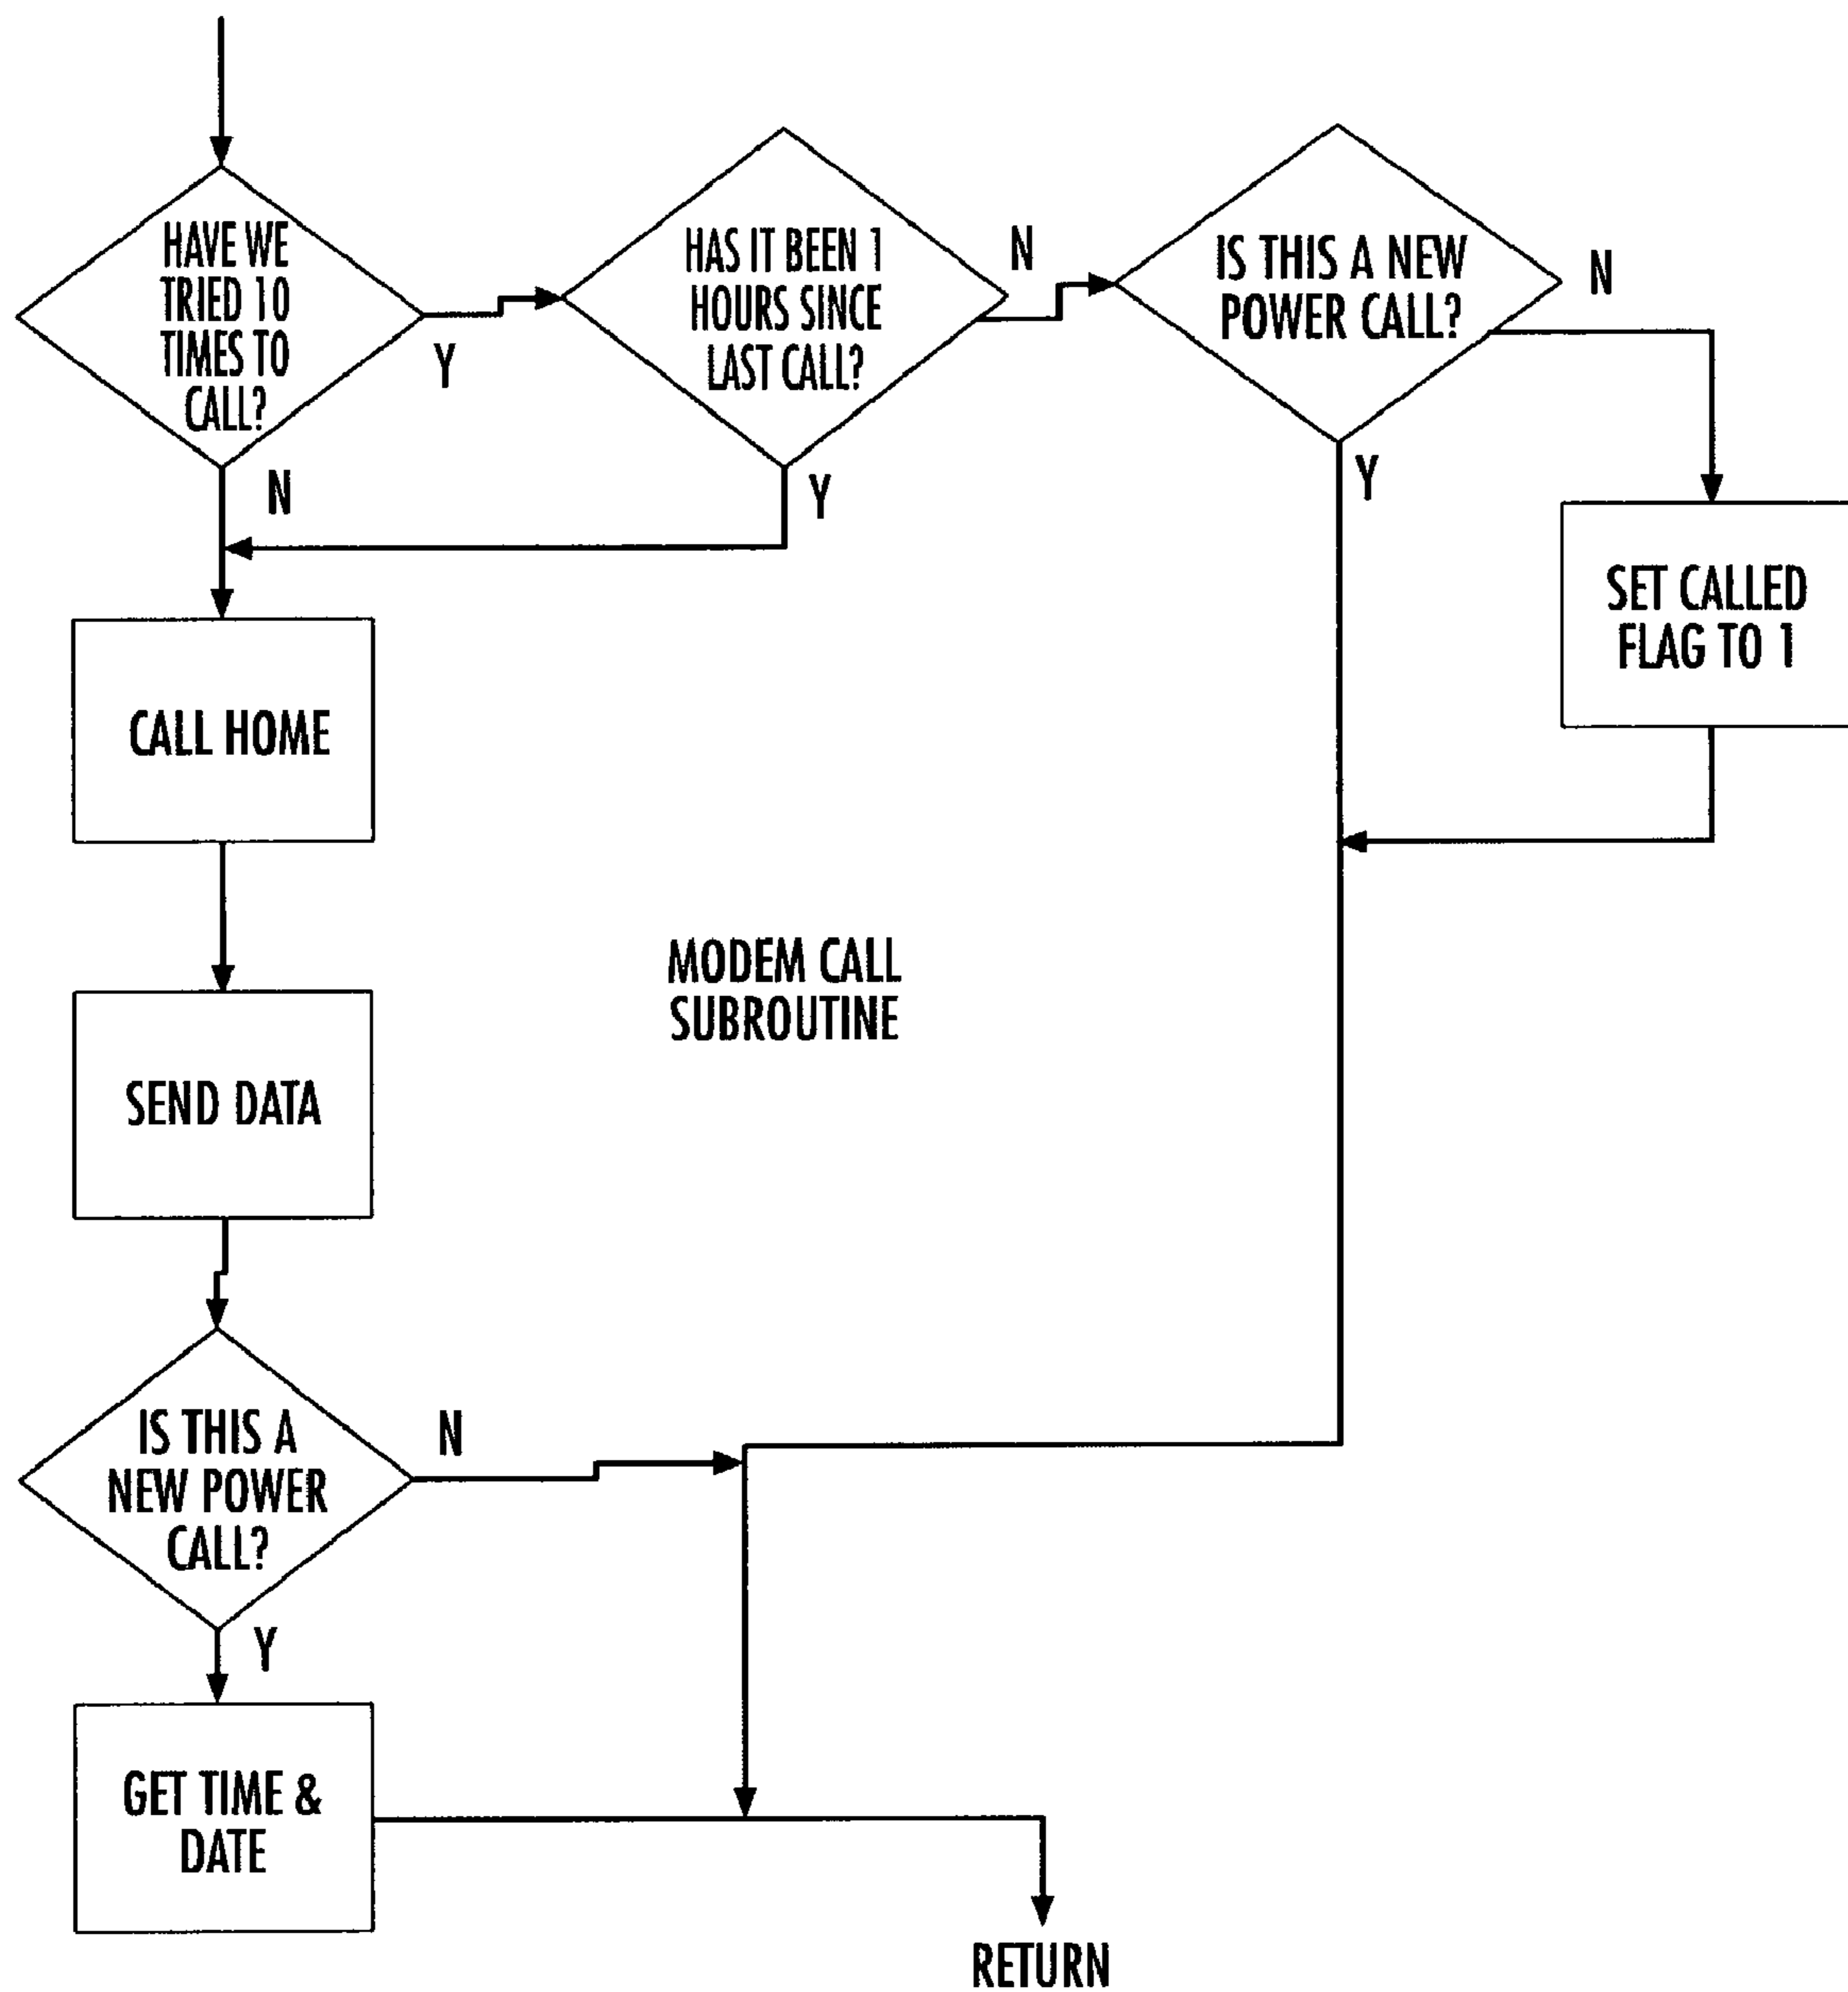 HAVE WE
TRIED 10
TIMES TO
CALL?
Y
N
HAS IT BEEN 1
HOURS SINCE
LAST CALL?
N
Y
IS THIS A NEW
POWER CALL?
N
Y
SET CALLED
FLAG TO 1
CALL HOME
MODEM CALL
SUBROUTINE
SEND DATA
IS THIS A
NEW POWER
CALL?
N
Y
GET TIME &
DATE
RETURN